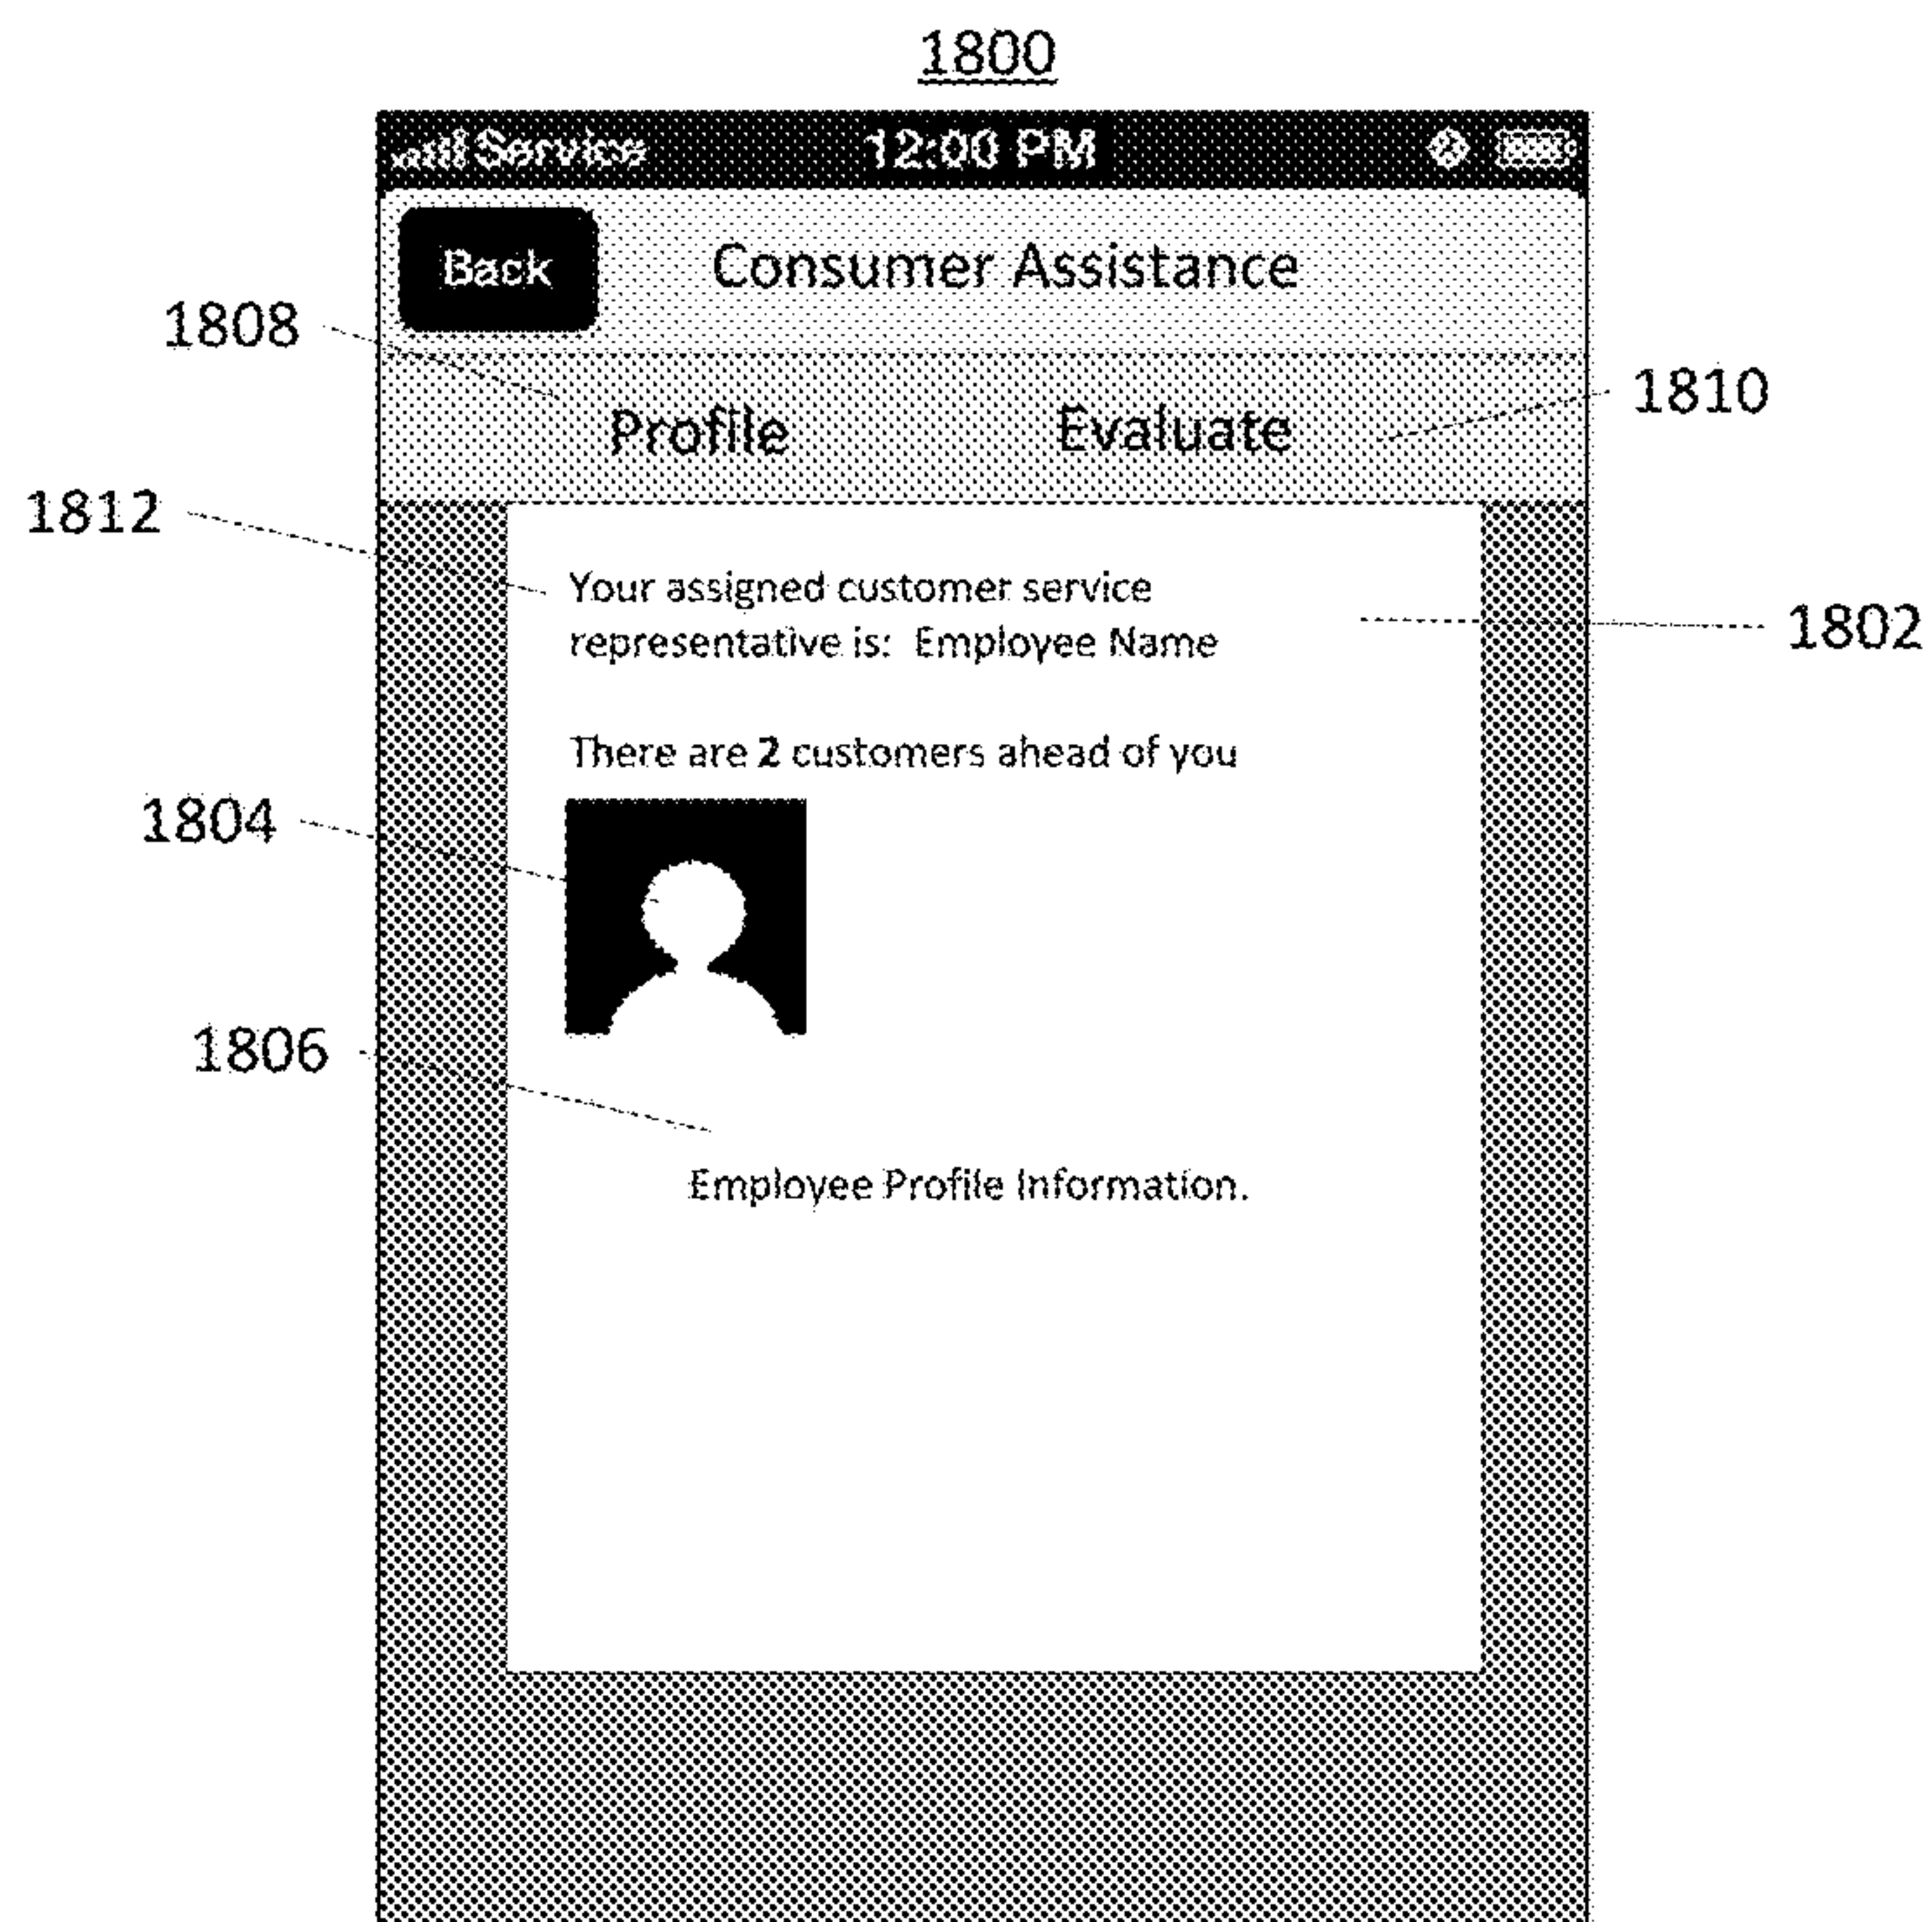 1800
Service 12:00 PM
Back Consumer Assistance
1808
Profile Evaluate
1810
1812
Your assigned customer service
representative is: Employee Name
1802
There are 2 customers ahead of you
1804
1806
Employee Profile Information.